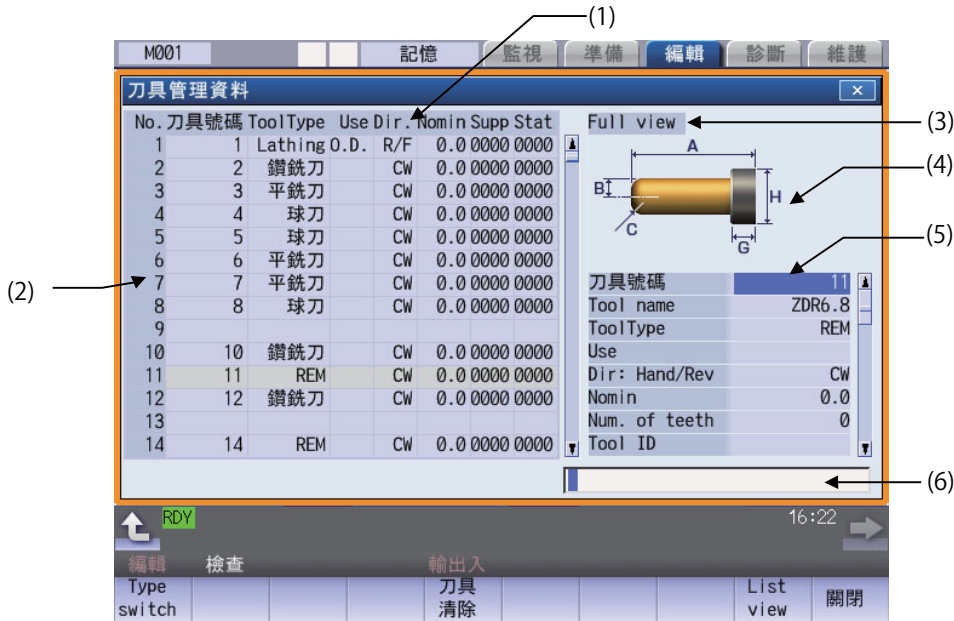 (1)
M001 記憶 監視 準備 編輯 診斷 維護
刀具管理資料
No. 刀具號碼 ToolType Use Dir. Nomin Supp Stat
1 1 Lathing O.D. R/F 0.0 0000 0000
2 2 鑽銑刀 CW 0.0 0000 0000
3 3 平銑刀 CW 0.0 0000 0000
4 4 球刀 CW 0.0 0000 0000
5 5 球刀 CW 0.0 0000 0000
6 6 平銑刀 CW 0.0 0000 0000
7 7 平銑刀 CW 0.0 0000 0000
8 8 球刀 CW 0.0 0000 0000
9
10 10 鑽銑刀 CW 0.0 0000 0000
11 11 REM CW 0.0 0000 0000
12 12 鑽銑刀 CW 0.0 0000 0000
13
14 14 REM CW 0.0 0000 0000
(2)
Full view
(3)
A
B
H
C
G
(4)
(5)
刀具號碼 11
Tool name ZDR6.8
ToolType REM
Use
Dir: Hand/Rev CW
Nomin 0.0
Num. of teeth 0
Tool ID
(6)
RDY 16:22
編輯 檢查 輸出入
Type
switch
刀具
清除
List
view
關閉